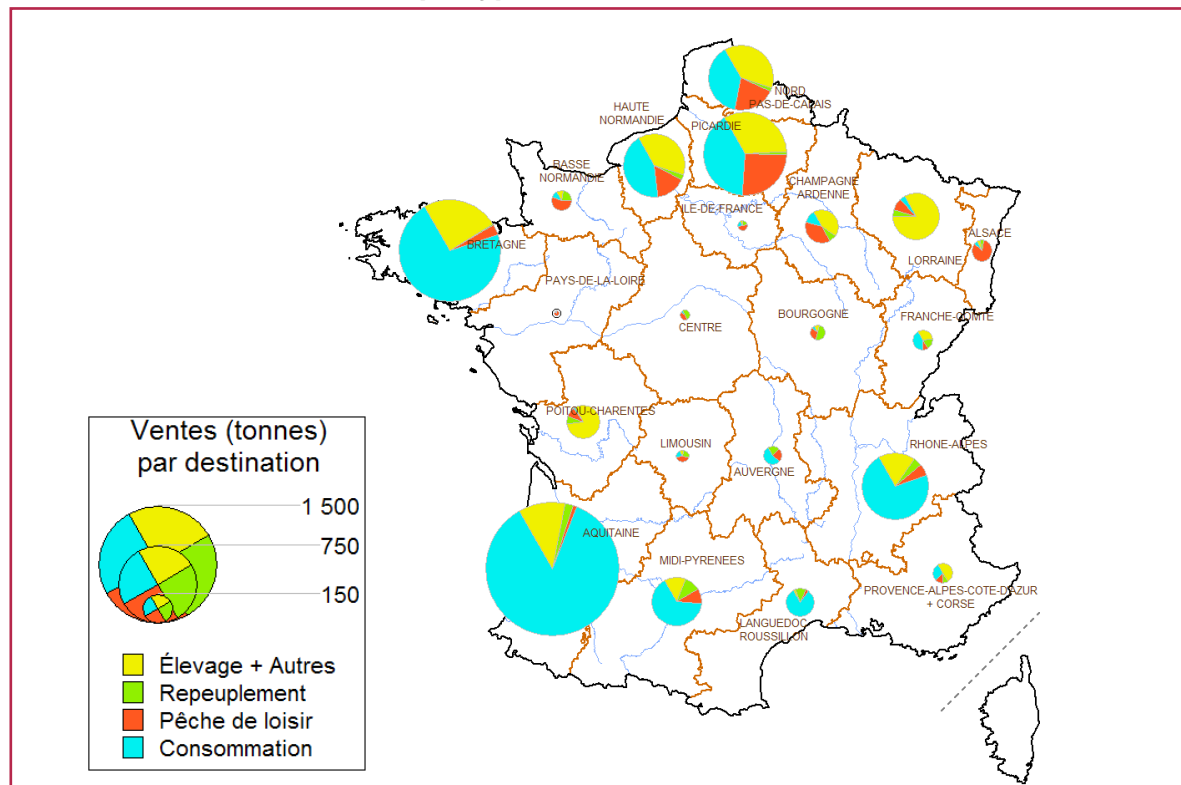 NORD
PAS-DE-CALAIS
HAUTE
NORMANDIE
PICARDIE
BASSE
NORMANDIE
CHAMPAGNE
ARDENNE
ILE-DE-FRANCE
ALSACE
BRETAGNE
LORRAINE
PAYS-DE-LA-LOIRE
BOURGOGNE
FRANCHE-COMTE
CENTRE
POITOU-CHARENTES
LIMOUSIN
RHONE-ALPES
AUVERGNE
AQUITAINE
MIDI-PYRENEES
PROVENCE-ALPES-COTE-D'AZUR
+ CORSE
LANGUEDOC
ROUSSILLON
Ventes (tonnes)
par destination
1 500
750
150
Élevage + Autres
Repeuplement
Pêche de loisir
Consommation